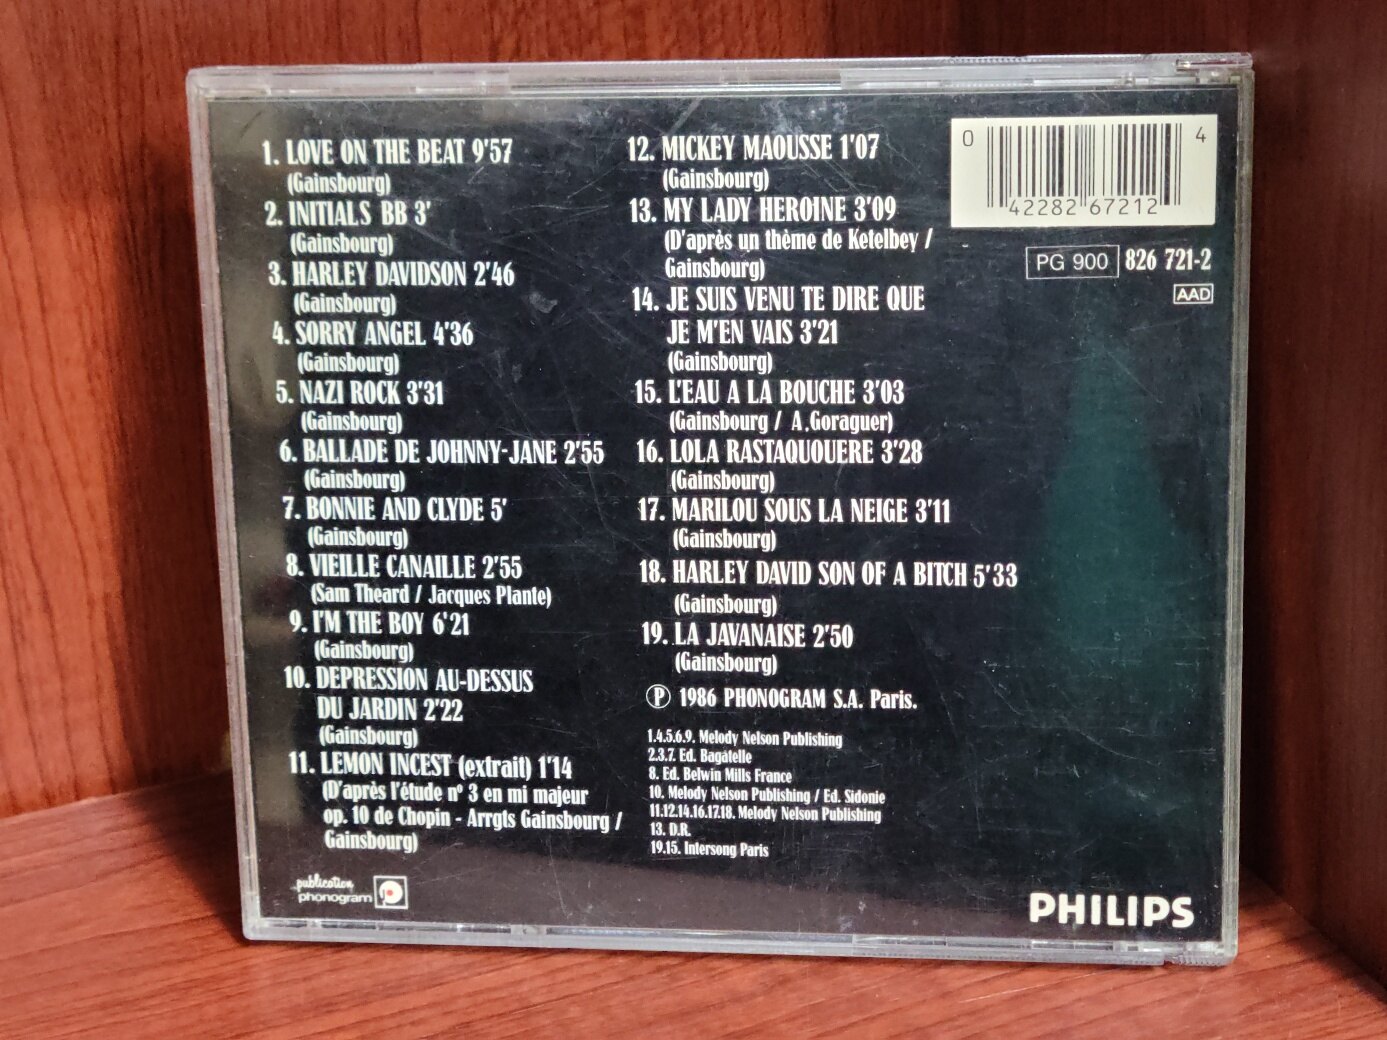 1. LOVE ON THE BEAT 9'57
(Gainsbourg)
2. INITIALS BB 3'
(Gainsbourg)
3. HARLEY DAVIDSON 2'46
(Gainsbourg)
4. SORRY ANGEL 4'36
(Gainsbourg)
5. NAZI ROCK 3'31
(Gainsbourg)
6. BALLADE DE JOHNNY-JANE 2'55
(Gainsbourg)
7. BONNIE AND CLYDE 5'
(Gainsbourg)
8. VIEILLE CANAILLE 2'55
(Sam Theard / Jacques Plante)
9. I'M THE BOY 6'21
(Gainsbourg)
10. DEPRESSION AU-DESSUS
DU JARDIN 2'22
(Gainsbourg)
11. LEMON INCEST (extrait) 1'14
(D'après l'étude nº 3 en mi majeur
op. 10 de Chopin - Arrgts Gainsbourg /
Gainsbourg)
publication
phonogram
12. MICKEY MAOUSSE 1'07
(Gainsbourg)
13. MY LADY HEROINE 3'09
(D'après un thème de Ketelbey /
Gainsbourg)
14. JE SUIS VENU TE DIRE QUE
JE M'EN VAIS 3'21
(Gainsbourg)
15. L'EAU A LA BOUCHE 3'03
(Gainsbourg / A.Goraguer)
16. LOLA RASTAQUOUERE 3'28
(Gainsbourg)
17. MARILOU SOUS LA NEIGE 3'11
(Gainsbourg)
18. HARLEY DAVID SON OF A BITCH 5'33
(Gainsbourg)
19. LA JAVANAISE 2'50
(Gainsbourg)
℗ 1986 PHONOGRAM S.A. Paris.
1.4.5.6.9. Melody Nelson Publishing
2.3.7. Ed. Bagatelle
8. Ed. Belwin Mills France
10. Melody Nelson Publishing / Ed. Sidonie
11.12.14.16.17.18. Melody Nelson Publishing
13. D.R.
19.15. Intersong Paris
0 42282 67212 4
PG 900 826 721-2
AAD
PHILIPS